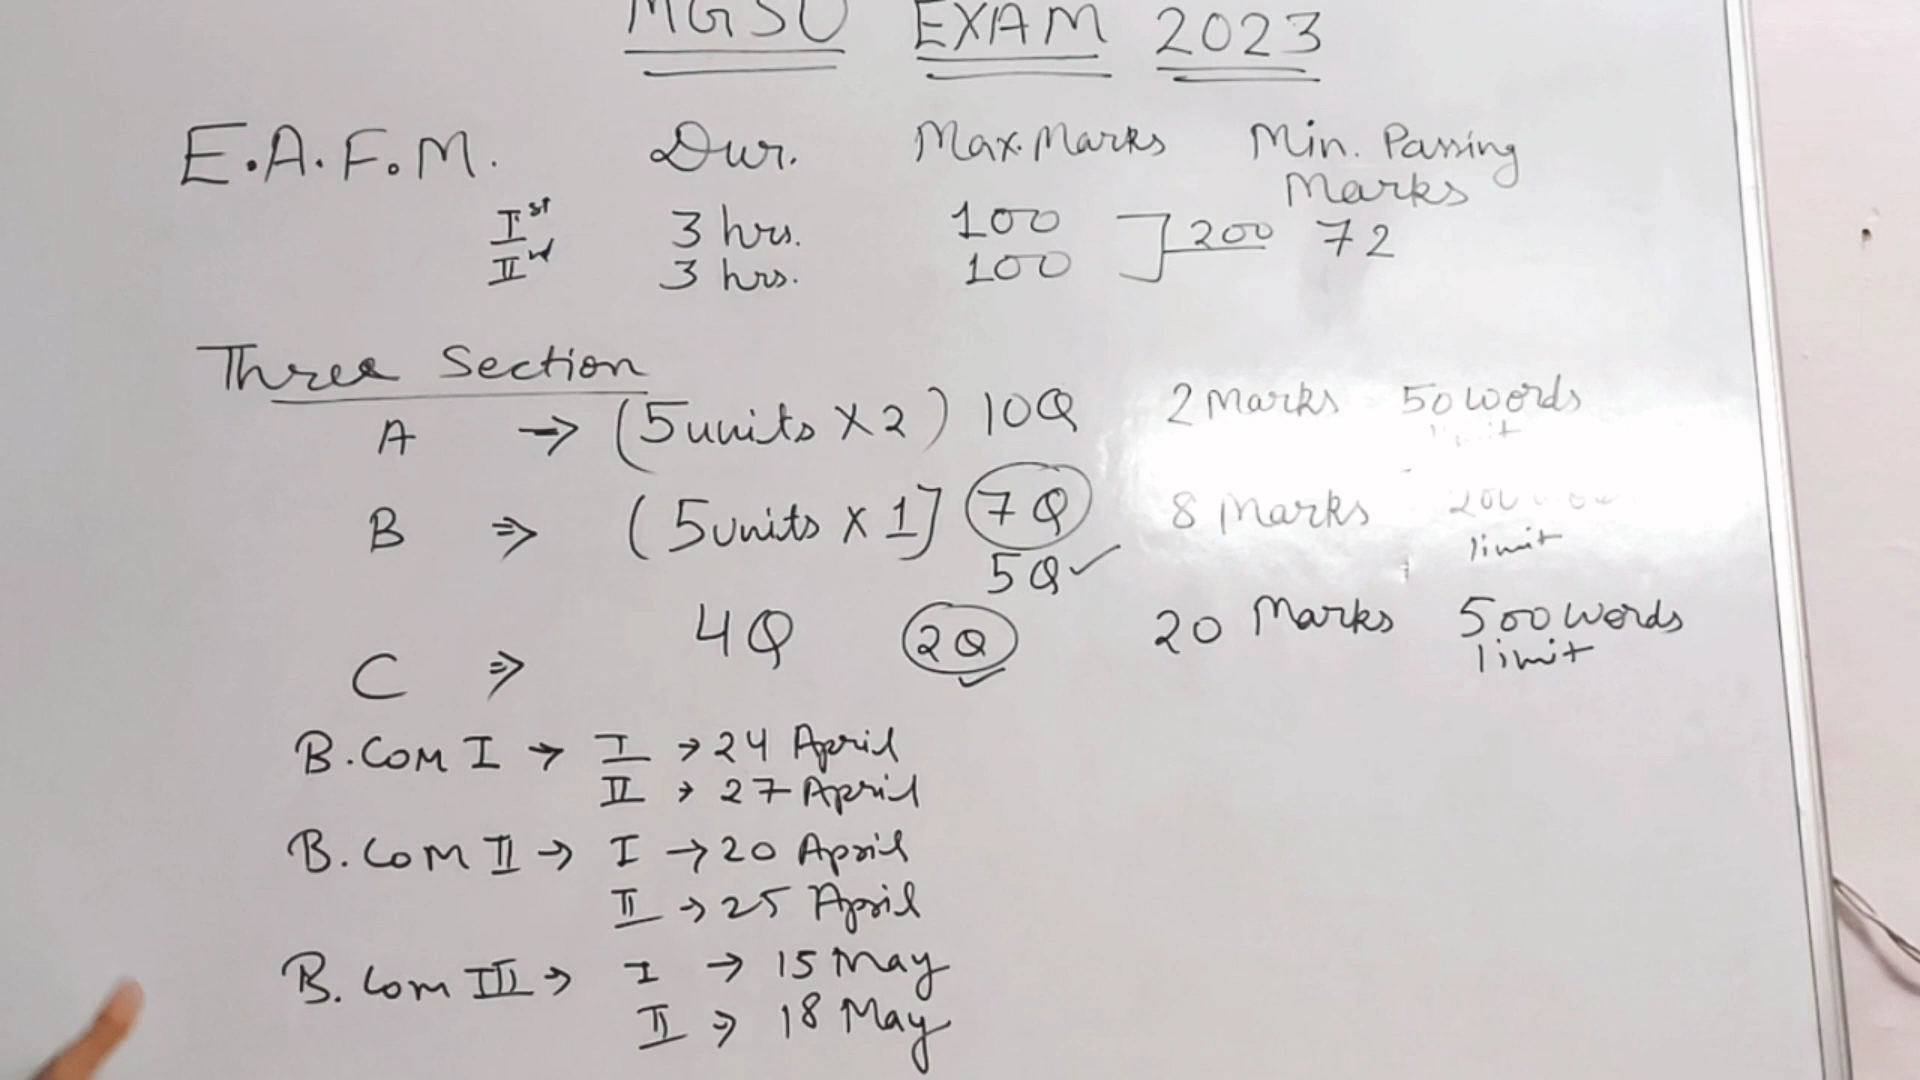 MGSU EXAM 2023
E.A.F.M. Dur. Max. Marks Min. Passing Marks
Ist 3 hrs. 100
IInd 3 hrs. 100 ] 200 72
Three Section
A → (5 units X 2) 10Q 2 Marks 50 words limit
B ⇒ (5 units X 1] 7Q 8 Marks 200
5Q ✓ limit
C ⇒ 4Q 2Q ✓ 20 Marks 500 words limit
B.Com I → I → 24 April
II → 27 April
B.Com II → I → 20 April
II → 25 April
B.Com III → I → 15 May
II ⇒ 18 May